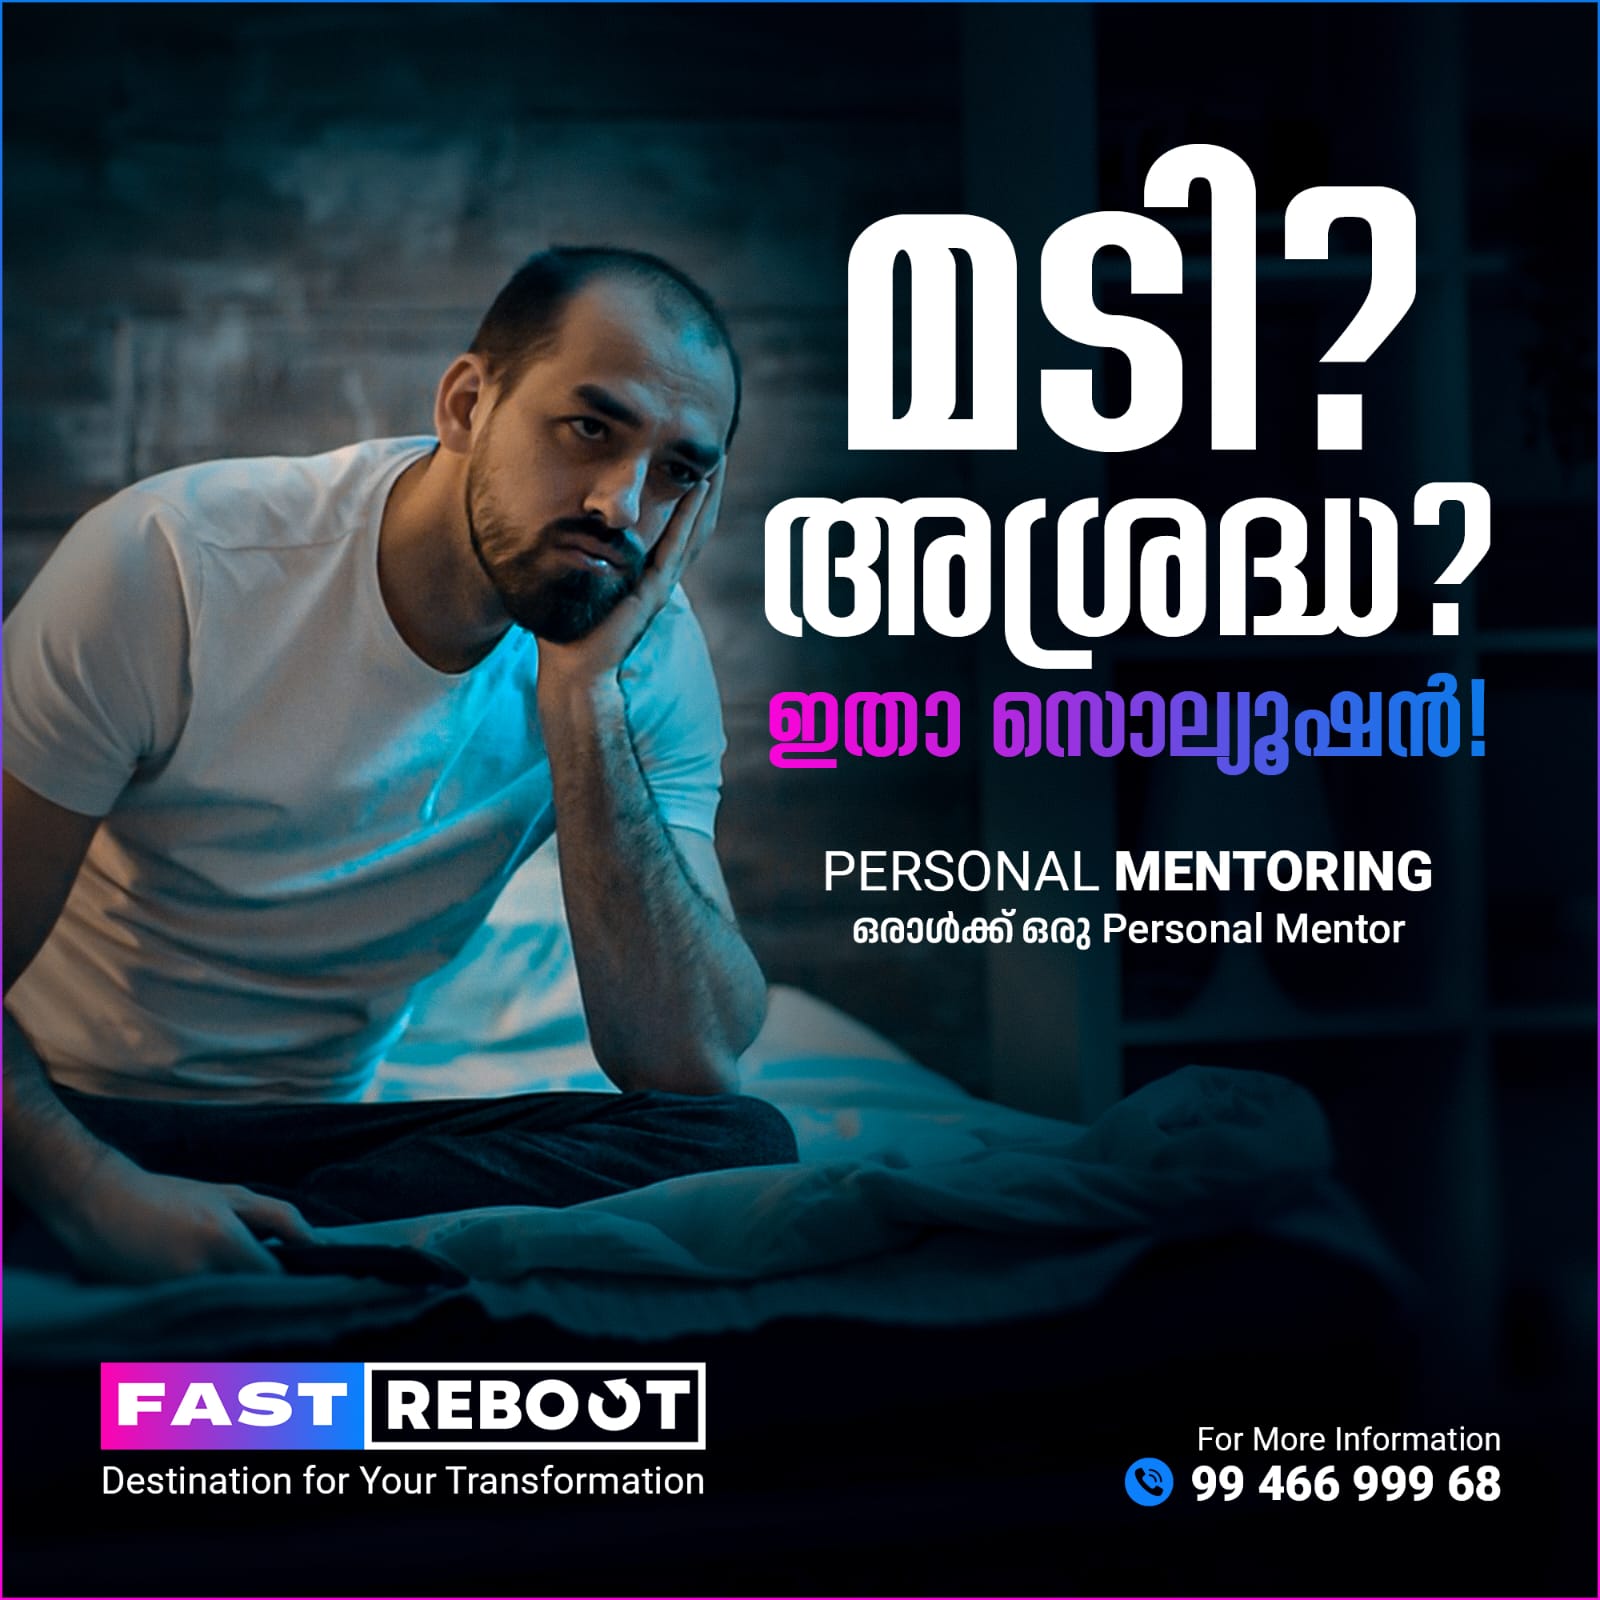 മടി?
അശ്രദ്ധ?
ഇതാ സൊല്യൂഷൻ!
PERSONAL MENTORING
ഒരാൾക്ക് ഒരു Personal Mentor
FAST REBOOT
Destination for Your Transformation
For More Information
99 466 999 68